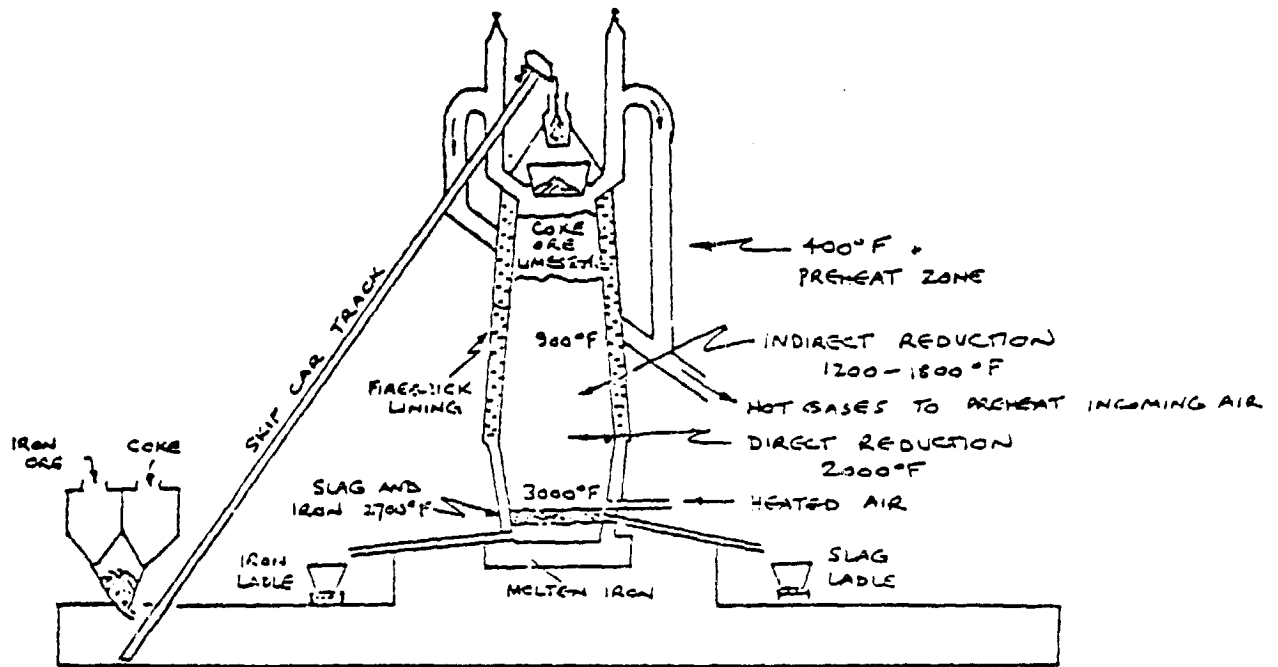 COKE
ORE
LIMEST.
400°F
PREHEAT ZONE
SKIP CAR TRACK
900°F
INDIRECT REDUCTION
1200-1800°F
FIREBRICK
LINING
HOT GASES TO PREHEAT INCOMING AIR
DIRECT REDUCTION
2000°F
IRON
ORE
COKE
SLAG AND
IRON 2700°F
3000°F
HEATED AIR
IRON
LADLE
MOLTEN IRON
SLAG
LADLE